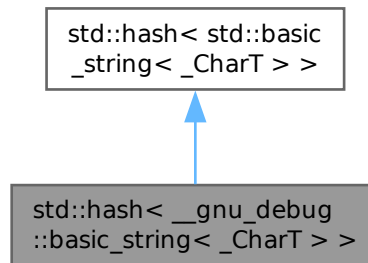 std::hash< std::basic
_string< _CharT > >
std::hash< __gnu_debug
::basic_string< _CharT > >